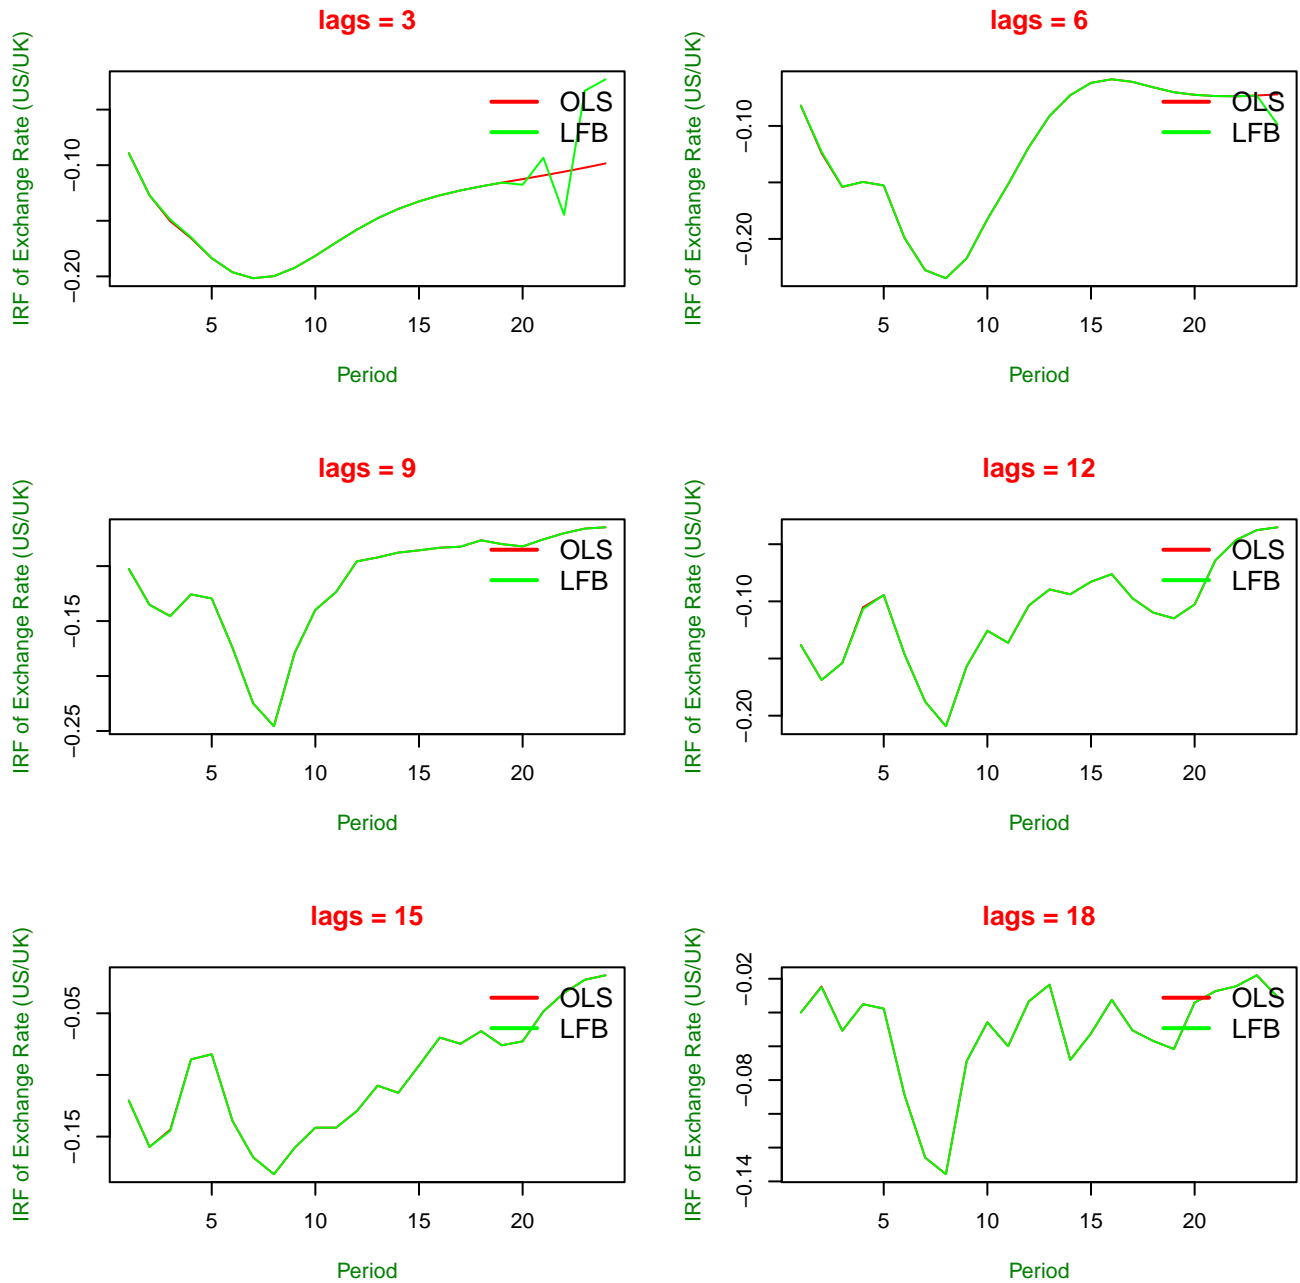 lags = 3
IRF of Exchange Rate (US/UK)
−0.10
−0.20
OLS
LFB
5 10 15 20
Period
lags = 6
IRF of Exchange Rate (US/UK)
−0.10
−0.20
OLS
LFB
5 10 15 20
Period
lags = 9
IRF of Exchange Rate (US/UK)
−0.15
−0.25
OLS
LFB
5 10 15 20
Period
lags = 12
IRF of Exchange Rate (US/UK)
−0.10
−0.20
OLS
LFB
5 10 15 20
Period
lags = 15
IRF of Exchange Rate (US/UK)
−0.05
−0.15
OLS
LFB
5 10 15 20
Period
lags = 18
IRF of Exchange Rate (US/UK)
−0.02
−0.08
−0.14
OLS
LFB
5 10 15 20
Period